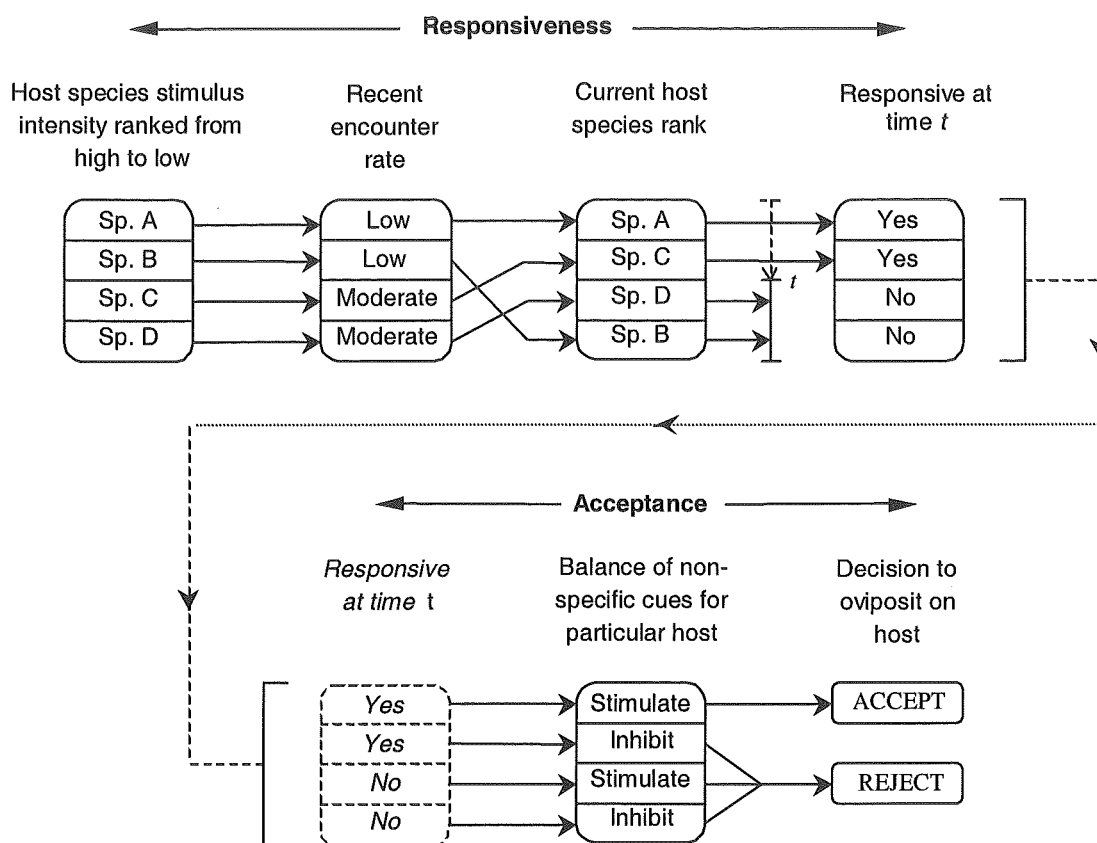 Responsiveness
Host species stimulus
intensity ranked from
high to low
Recent
encounter
rate
Current host
species rank
Responsive at
time t
Sp. A
Low
Sp. A
Yes
Sp. B
Low
Sp. C
Yes
t
Sp. C
Moderate
Sp. D
No
Sp. D
Moderate
Sp. B
No
Acceptance
Responsive
at time t
Balance of non-
specific cues for
particular host
Decision to
oviposit on
host
Yes
Stimulate
ACCEPT
Yes
Inhibit
No
Stimulate
REJECT
No
Inhibit